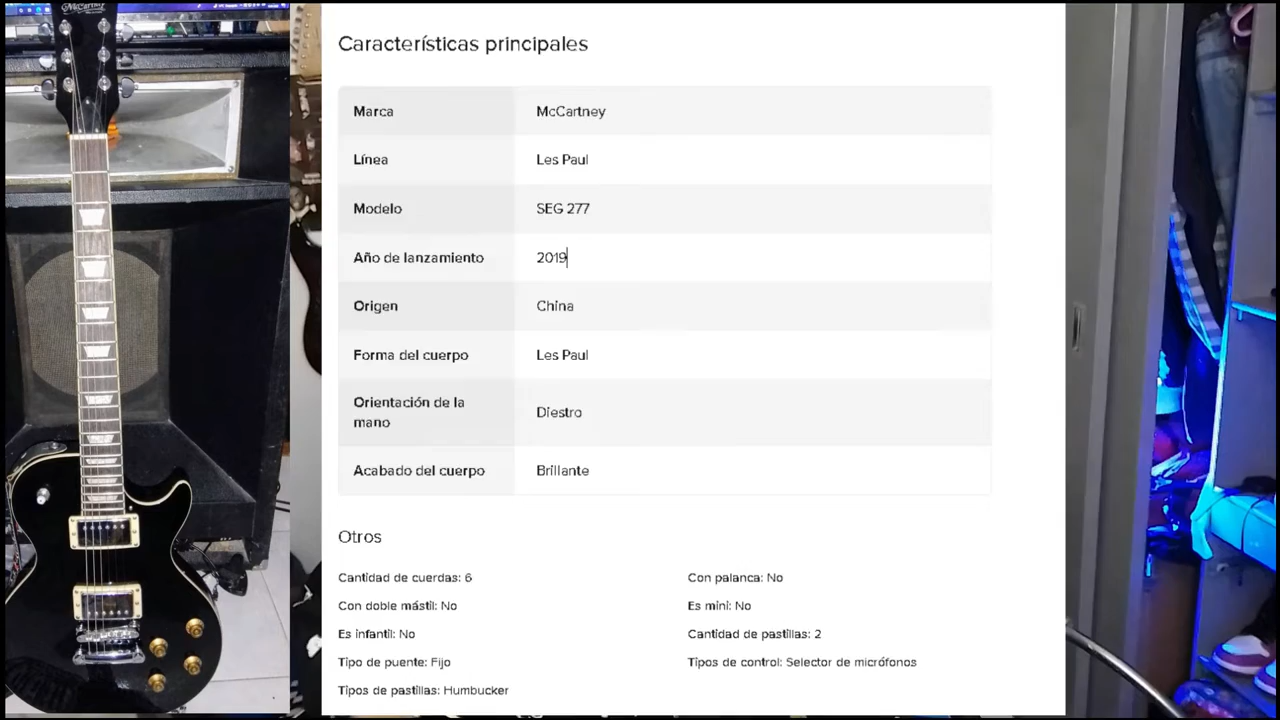 McCartney
Características principales
Marca McCartney
Línea Les Paul
Modelo SEG 277
Año de lanzamiento 2019
Origen China
Forma del cuerpo Les Paul
Orientación de la
mano Diestro
Acabado del cuerpo Brillante
Otros
Cantidad de cuerdas: 6 Con palanca: No
Con doble mástil: No Es mini: No
Es infantil: No Cantidad de pastillas: 2
Tipo de puente: Fijo Tipos de control: Selector de micrófonos
Tipos de pastillas: Humbucker